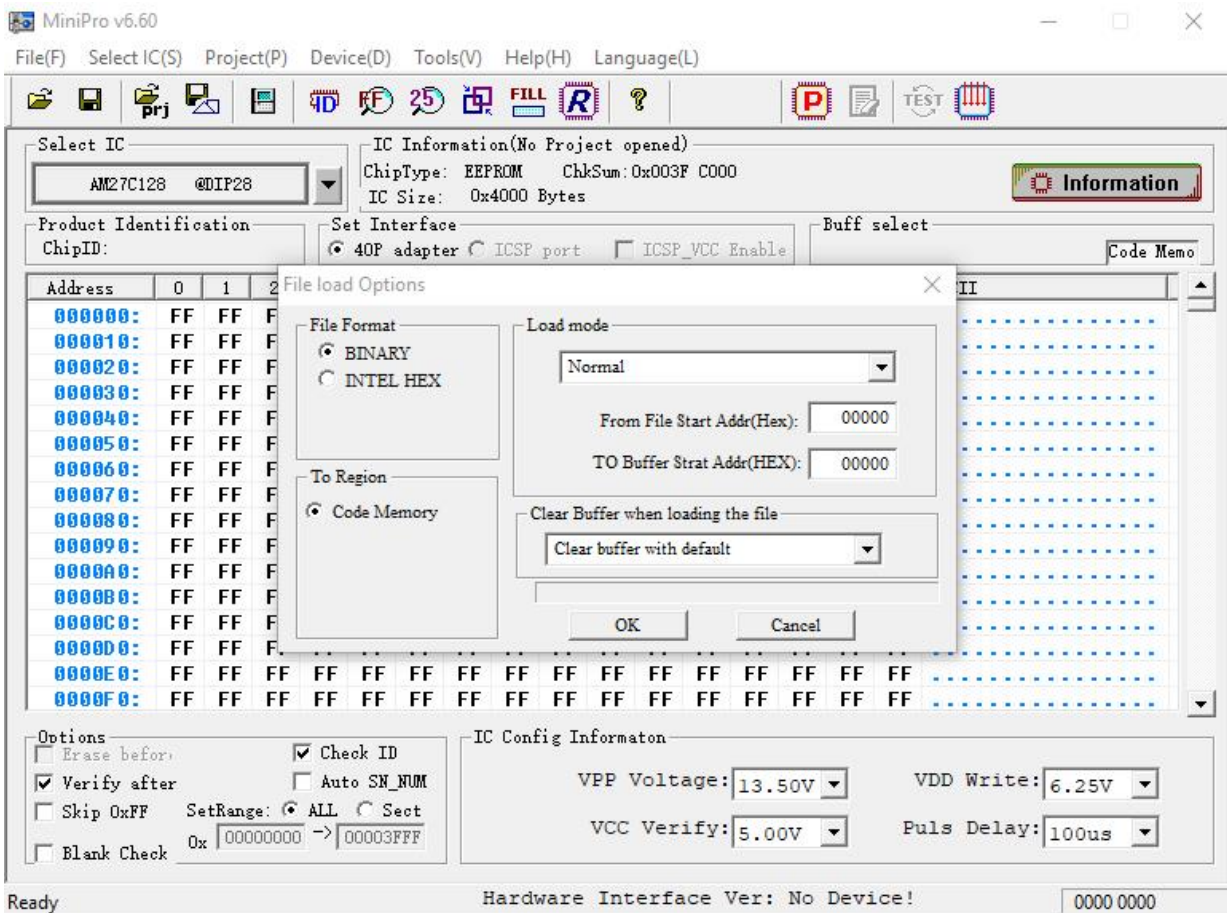 MiniPro v6.60
File(F) Select IC(S) Project(P) Device(D) Tools(V) Help(H) Language(L)
prj ID FF 25 FILL R ? P TEST
Select IC
AM27C128 @DIP28
IC Information(No Project opened)
ChipType: EEPROM ChkSum:0x003F C000
IC Size: 0x4000 Bytes
Information
Product Identification
ChipID:
Set Interface
40P adapter ICSP port ICSP_VCC Enable
Buff select
Code Memo
Address 0 1 2 II
000000: FF FF F
000010: FF FF F
000020: FF FF F
000030: FF FF F
000040: FF FF F
000050: FF FF F
000060: FF FF F
000070: FF FF F
000080: FF FF F
000090: FF FF F
0000A0: FF FF F
0000B0: FF FF F
0000C0: FF FF F
0000D0: FF FF F
0000E0: FF FF FF FF FF FF FF FF FF FF FF FF FF FF FF FF ................
0000F0: FF FF FF FF FF FF FF FF FF FF FF FF FF FF FF FF ................
File load Options
File Format
BINARY
INTEL HEX
To Region
Code Memory
Load mode
Normal
From File Start Addr(Hex): 00000
TO Buffer Strat Addr(HEX): 00000
Clear Buffer when loading the file
Clear buffer with default
OK Cancel
Options
Erase befor
Check ID
Verify after
Auto SN_NUM
Skip 0xFF
SetRange: ALL Sect
0x 00000000 -> 00003FFF
Blank Check
IC Config Informaton
VPP Voltage: 13.50V VDD Write: 6.25V
VCC Verify: 5.00V Puls Delay: 100us
Ready Hardware Interface Ver: No Device! 0000 0000